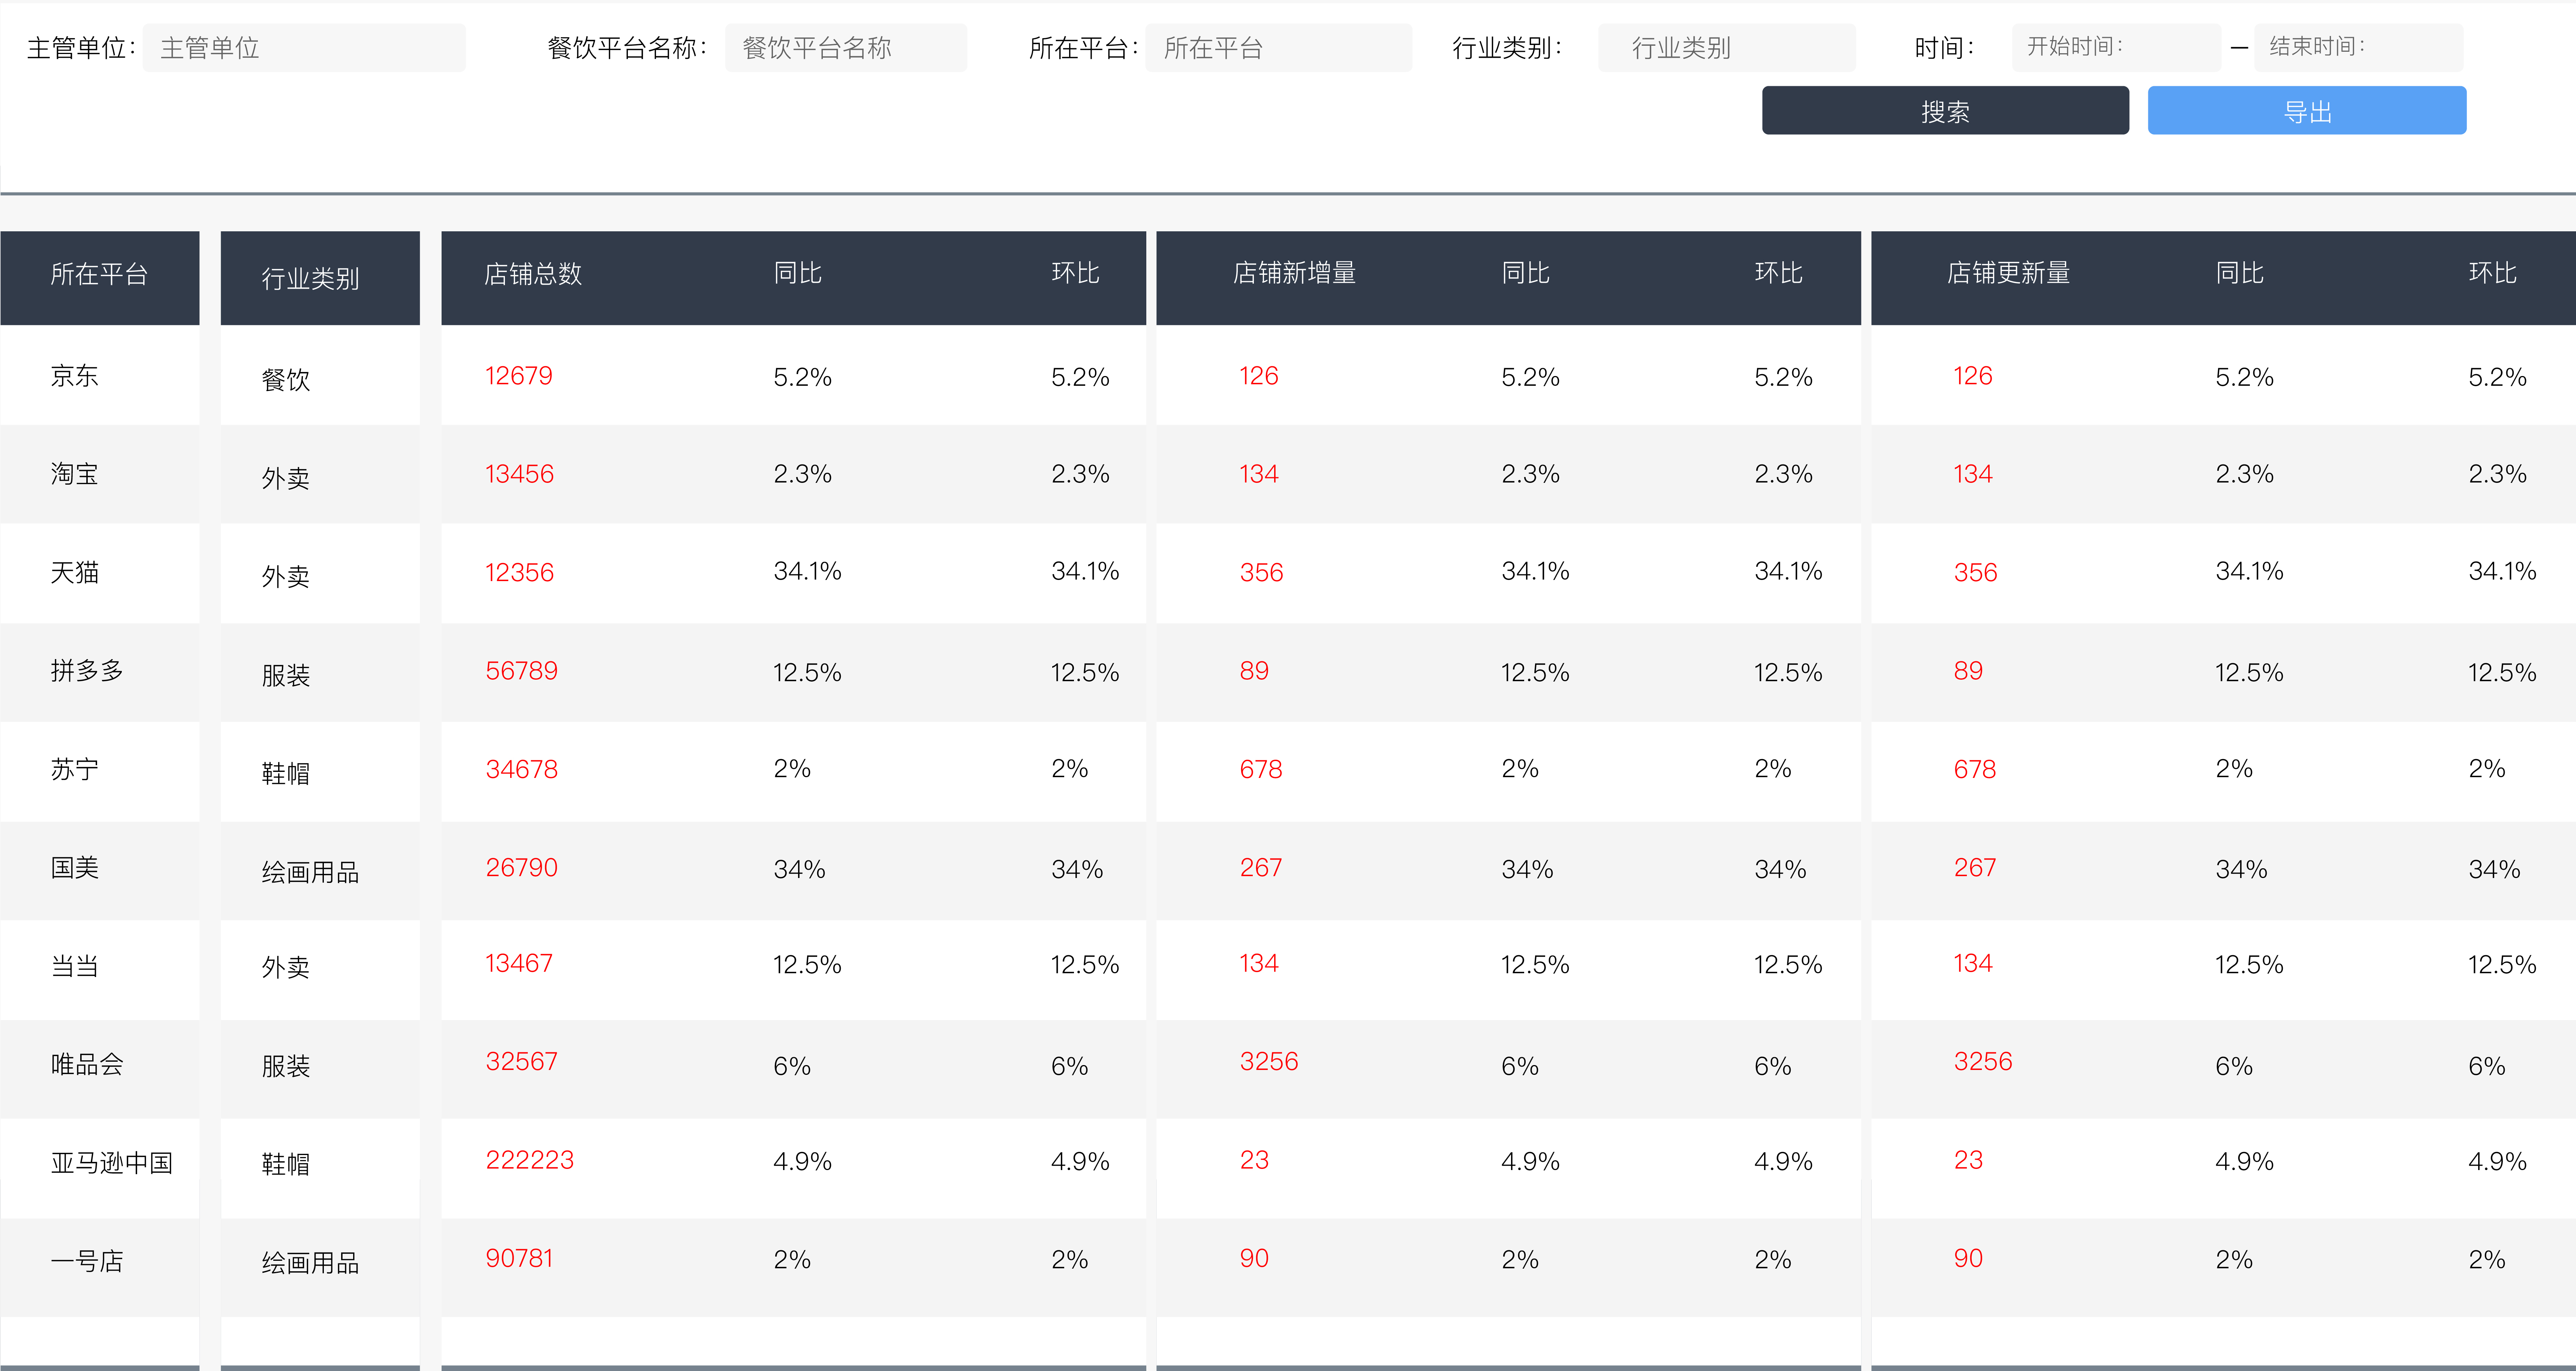 主管单位： 主管单位 餐饮平台名称： 餐饮平台名称 所在平台： 所在平台 行业类别： 行业类别 时间： 开始时间： — 结束时间：
搜索 导出
所在平台 行业类别 店铺总数 同比 环比 店铺新增量 同比 环比 店铺更新量 同比 环比
京东 餐饮 12679 5.2% 5.2% 126 5.2% 5.2% 126 5.2% 5.2%
淘宝 外卖 13456 2.3% 2.3% 134 2.3% 2.3% 134 2.3% 2.3%
天猫 外卖 12356 34.1% 34.1% 356 34.1% 34.1% 356 34.1% 34.1%
拼多多 服装 56789 12.5% 12.5% 89 12.5% 12.5% 89 12.5% 12.5%
苏宁 鞋帽 34678 2% 2% 678 2% 2% 678 2% 2%
国美 绘画用品 26790 34% 34% 267 34% 34% 267 34% 34%
当当 外卖 13467 12.5% 12.5% 134 12.5% 12.5% 134 12.5% 12.5%
唯品会 服装 32567 6% 6% 3256 6% 6% 3256 6% 6%
亚马逊中国 鞋帽 222223 4.9% 4.9% 23 4.9% 4.9% 23 4.9% 4.9%
一号店 绘画用品 90781 2% 2% 90 2% 2% 90 2% 2%